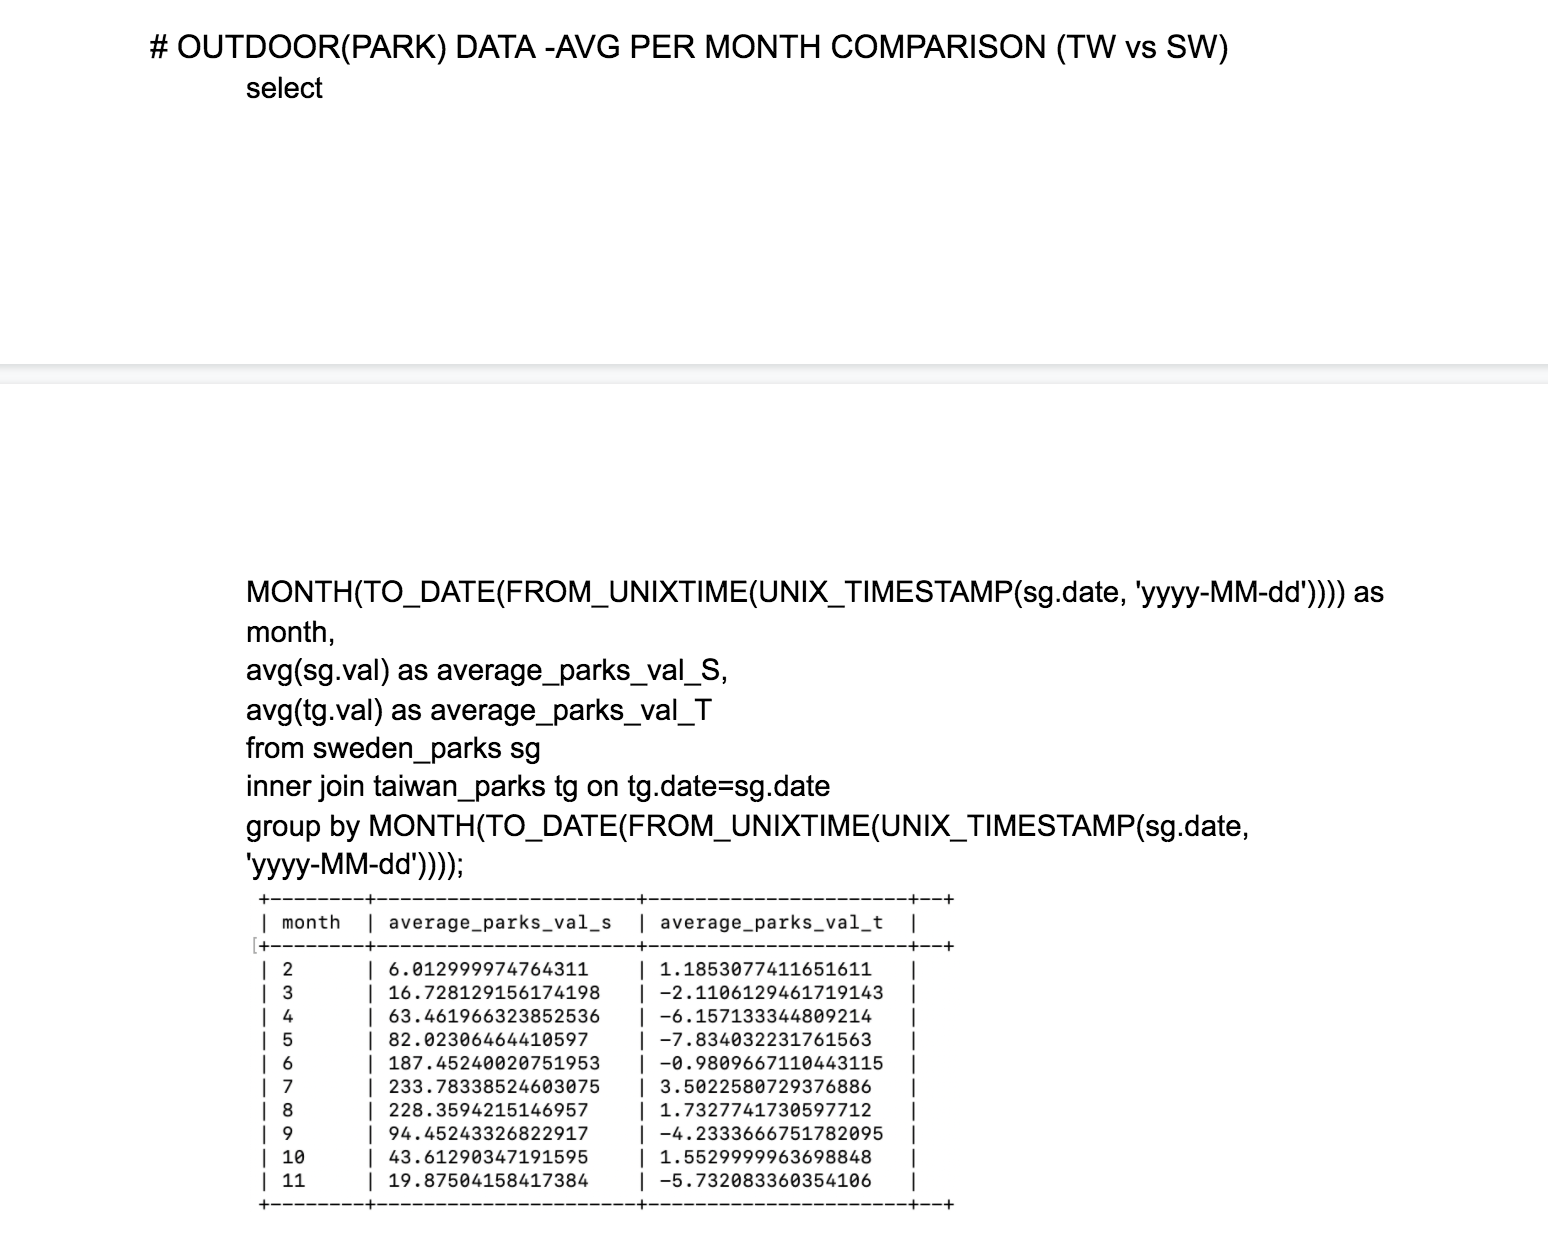 # OUTDOOR(PARK) DATA -AVG PER MONTH COMPARISON (TW vs SW)
select
MONTH(TO_DATE(FROM_UNIXTIME(UNIX_TIMESTAMP(sg.date, 'yyyy-MM-dd')))) as
month,
avg(sg.val) as average_parks_val_S,
avg(tg.val) as average_parks_val_T
from sweden_parks sg
inner join taiwan_parks tg on tg.date=sg.date
group by MONTH(TO_DATE(FROM_UNIXTIME(UNIX_TIMESTAMP(sg.date,
'yyyy-MM-dd'))));
+--------+----------------------+----------------------+--+
| month  | average_parks_val_s  | average_parks_val_t  |
[+--------+----------------------+----------------------+--+
| 2      | 6.012999974764311    | 1.1853077411651611   |
| 3      | 16.728129156174198   | -2.1106129461719143  |
| 4      | 63.461966323852536   | -6.157133344809214   |
| 5      | 82.02306464410597    | -7.834032231761563   |
| 6      | 187.45240020751953   | -0.9809667110443115  |
| 7      | 233.78338524603075   | 3.5022580729376886   |
| 8      | 228.3594215146957    | 1.7327741730597712   |
| 9      | 94.45243326822917    | -4.2333666751782095  |
| 10     | 43.61290347191595    | 1.5529999963698848   |
| 11     | 19.87504158417384    | -5.732083360354106   |
+--------+----------------------+----------------------+--+